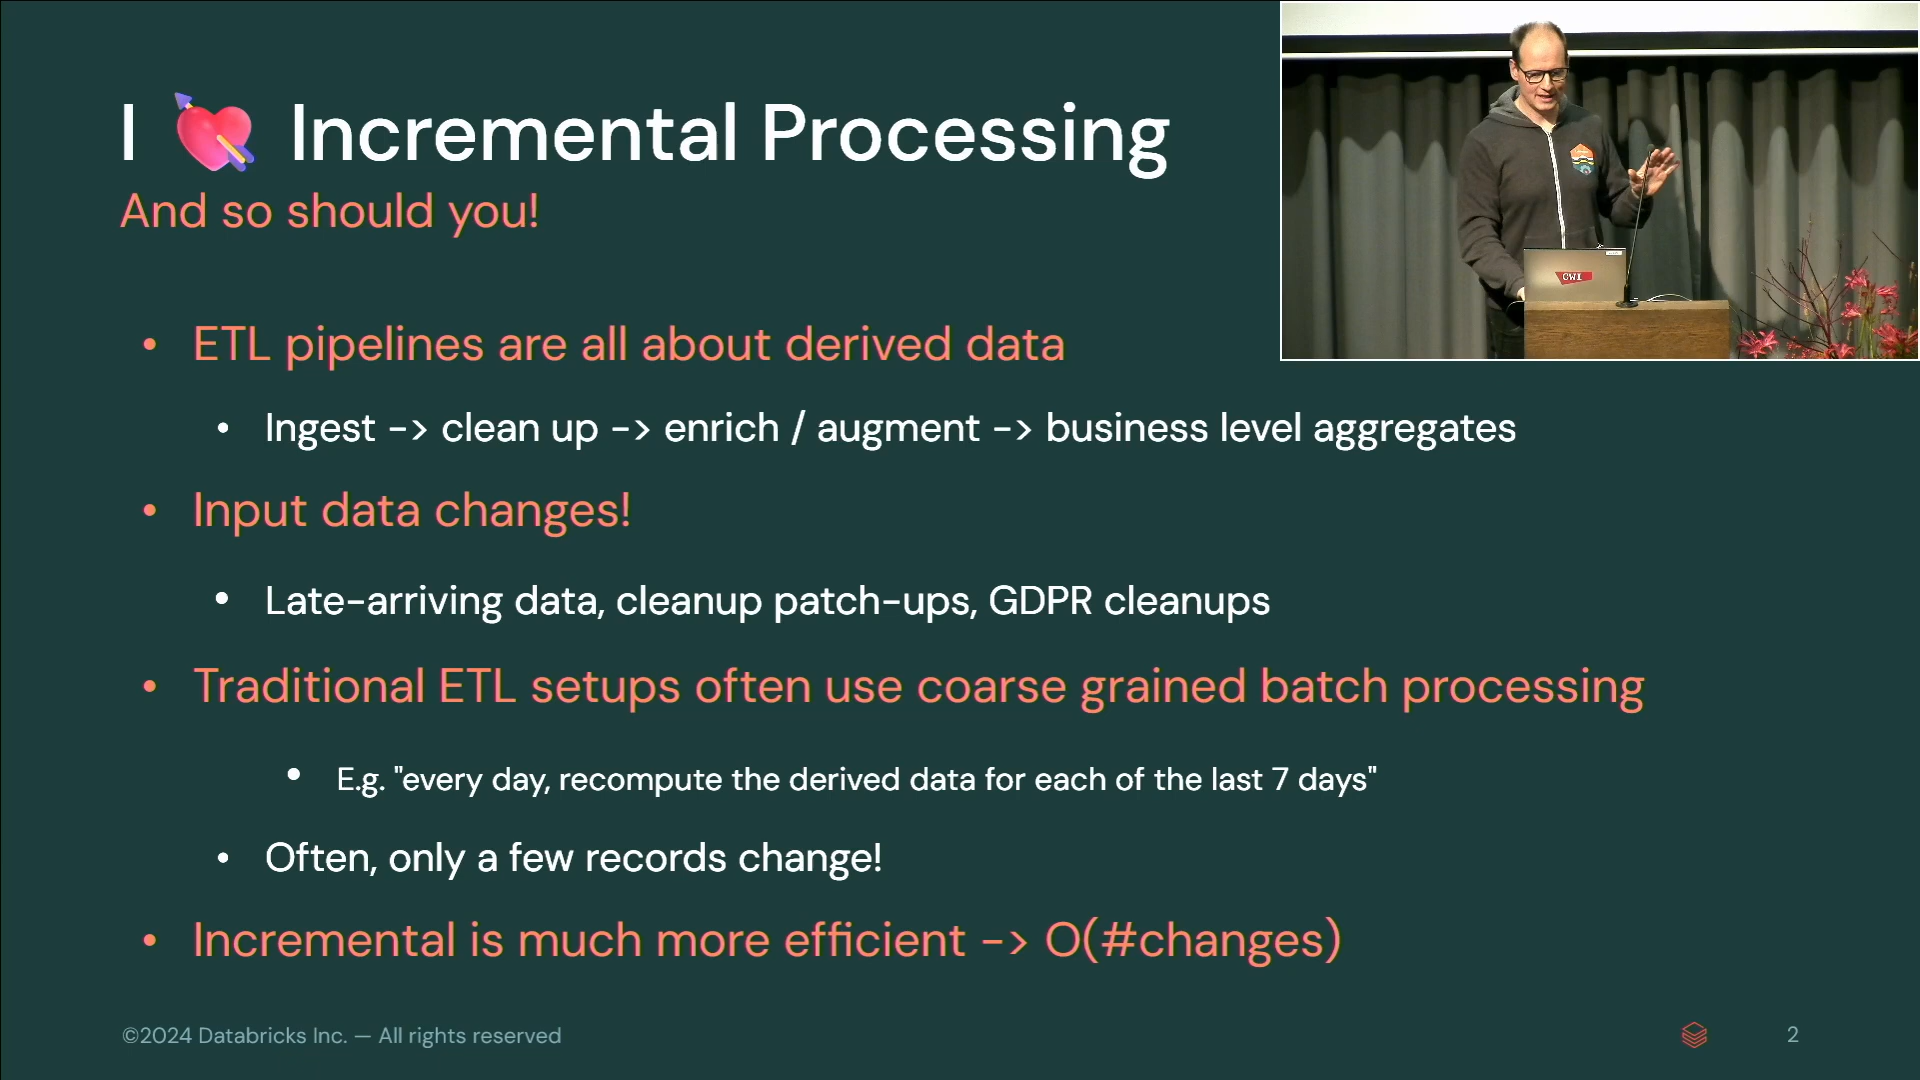 I 💘 Incremental Processing
And so should you!
• ETL pipelines are all about derived data
• Ingest -> clean up -> enrich / augment -> business level aggregates
• Input data changes!
• Late-arriving data, cleanup patch-ups, GDPR cleanups
• Traditional ETL setups often use coarse grained batch processing
• E.g. "every day, recompute the derived data for each of the last 7 days"
• Often, only a few records change!
• Incremental is much more efficient -> O(#changes)
©2024 Databricks Inc. — All rights reserved
2
CWI